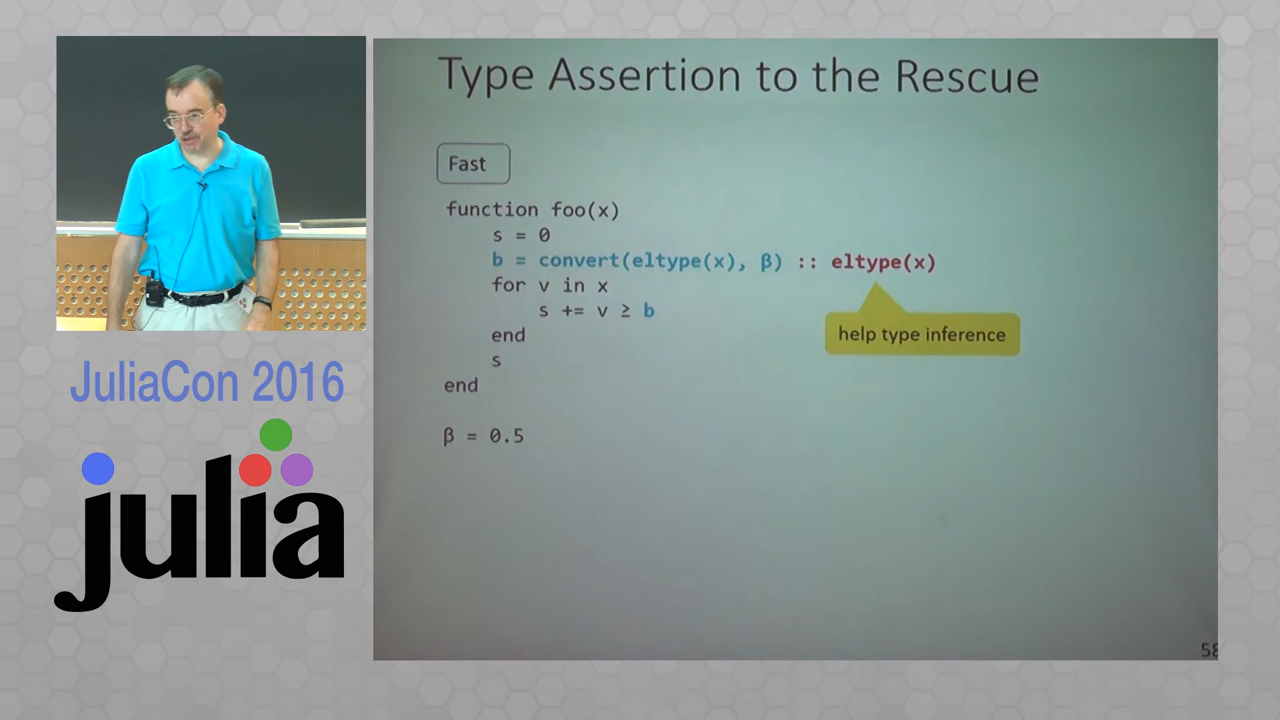 Type Assertion to the Rescue
Fast
function foo(x)
s = 0
b = convert(eltype(x), β) :: eltype(x)
for v in x
s += v ≥ b
end
s
end
help type inference
β = 0.5
58
JuliaCon 2016
julia